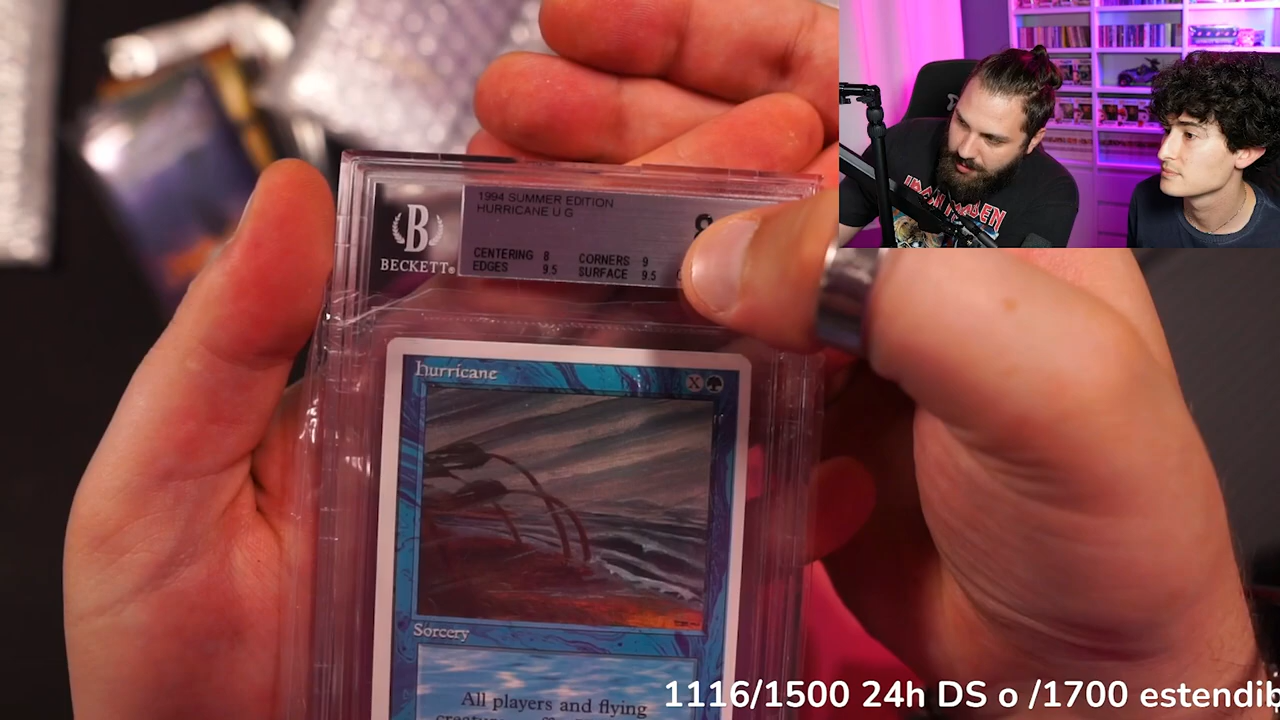 1994 SUMMER EDITION
HURRICANE U G
B
BECKETT®
CENTERING 8 CORNERS 9
EDGES 9.5 SURFACE 9.5
Hurricane
X
Sorcery
All players and flying
IRON MAIDEN
1116/1500 24h DS o /1700 estendib